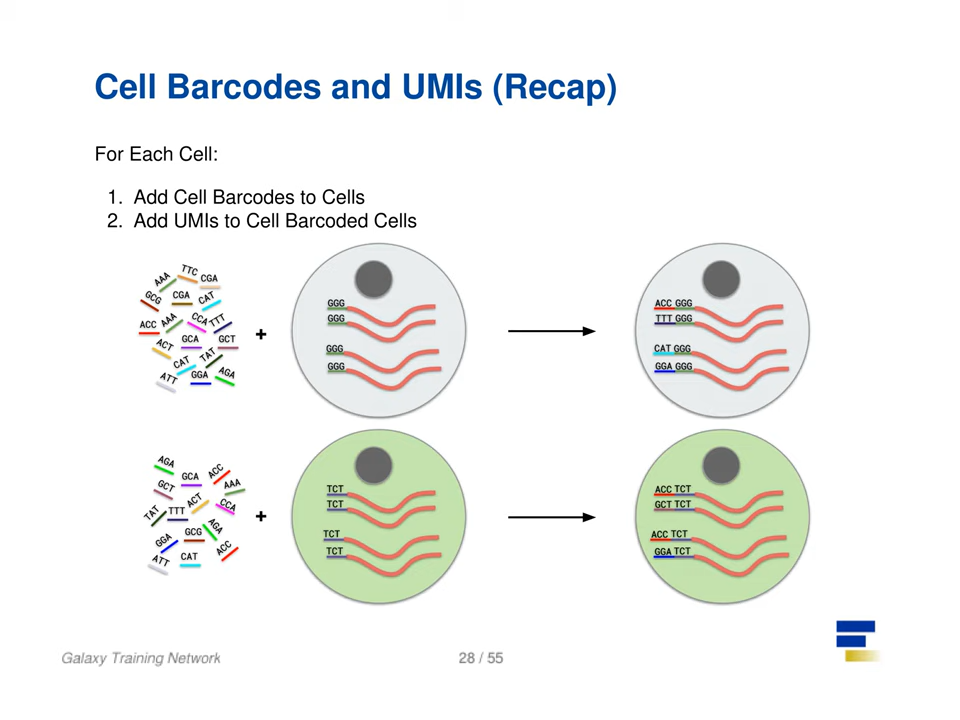 Cell Barcodes and UMIs (Recap)
For Each Cell:
1. Add Cell Barcodes to Cells
2. Add UMIs to Cell Barcoded Cells
AAA TTC CGA
GCG CGA CAT
ACC AAA CCA TTT
ACT GCA GCT
CAT TAT
ATT GGA AGA
+
GGG
GGG
GGG
GGG
ACC GGG
TTT GGG
CAT GGG
GGA GGG
AGA GCA ACC
GCT AAA
TAT TTT ACT CCA
GGA GCG AGA
ATT CAT ACC
+
TCT
TCT
TCT
TCT
ACC TCT
GCT TCT
ACC TCT
GGA TCT
Galaxy Training Network
28 / 55